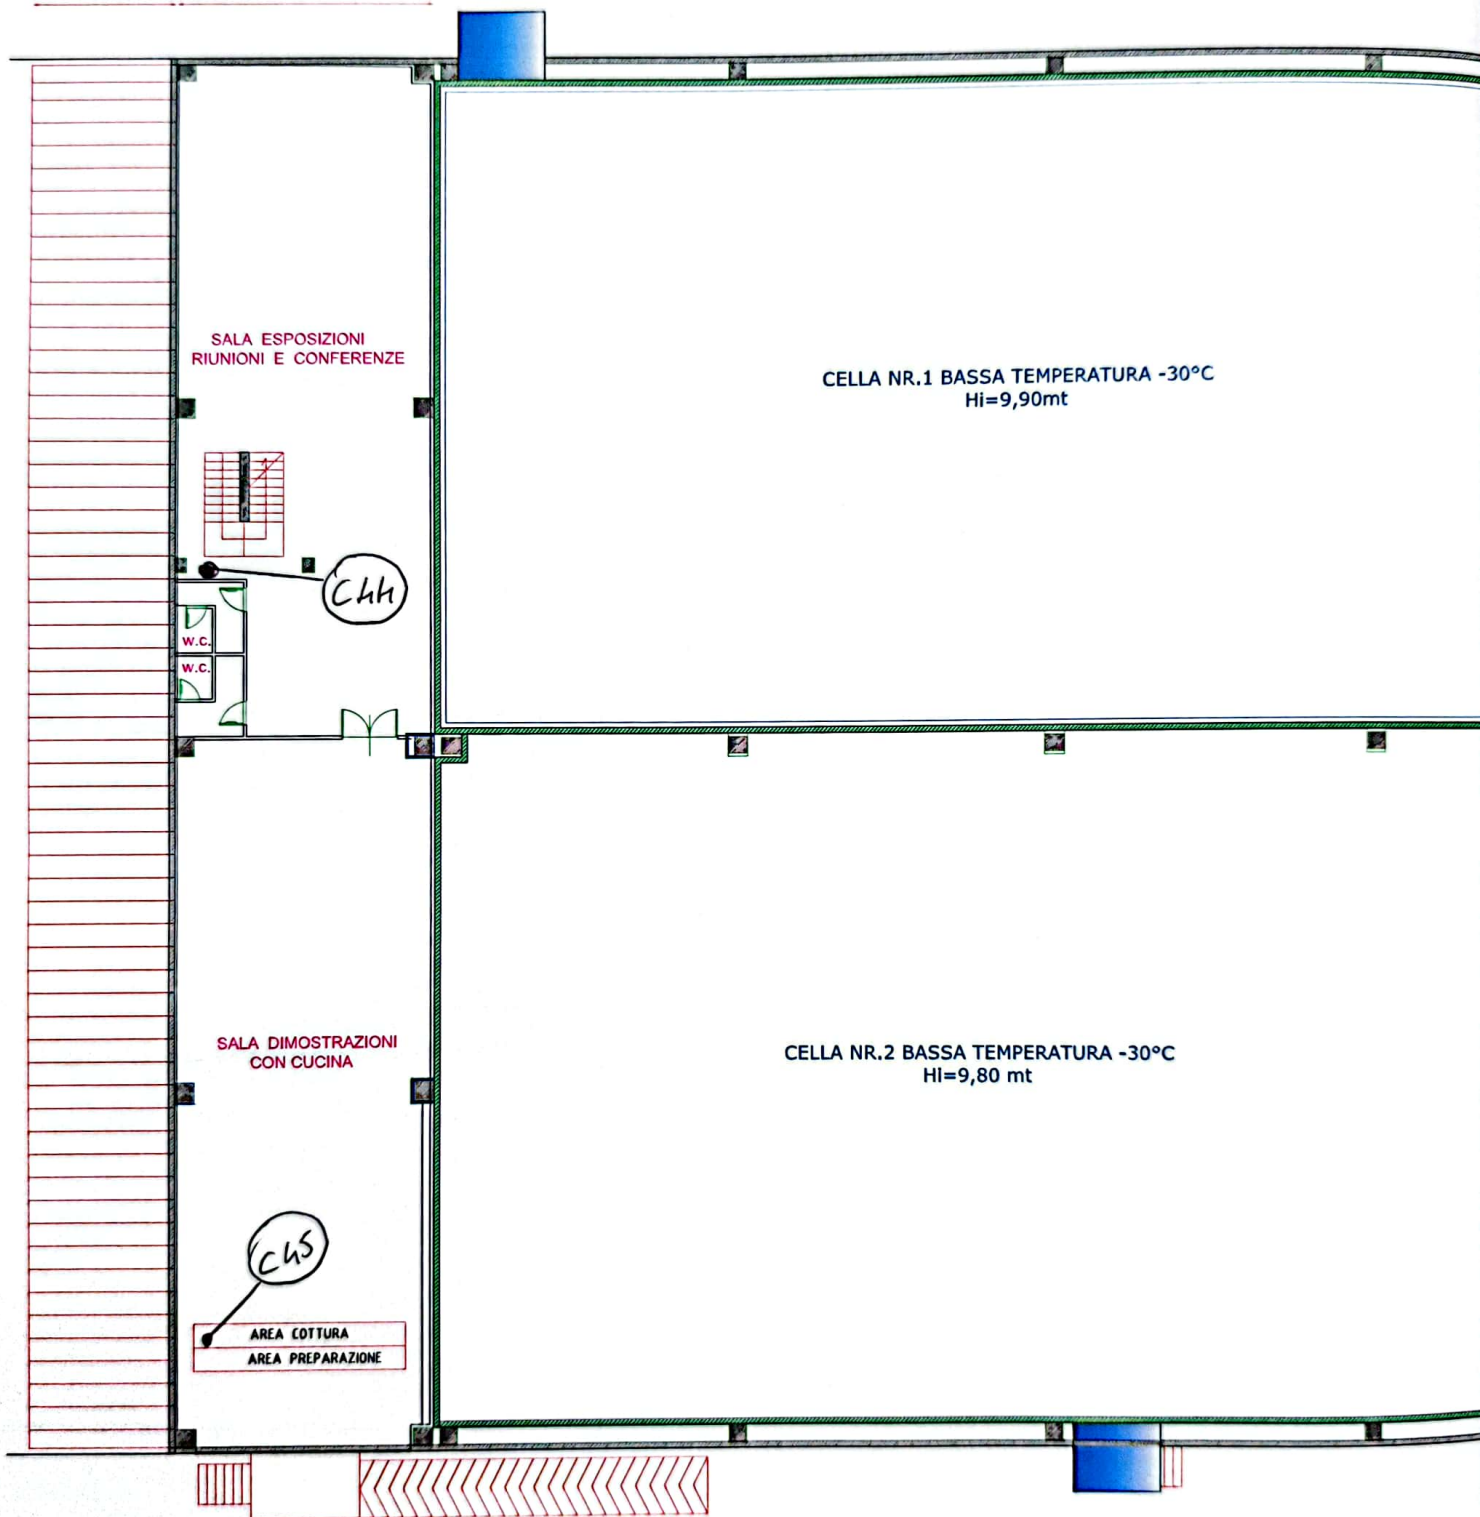 SALA ESPOSIZIONI
RIUNIONI E CONFERENZE
CELLA NR.1 BASSA TEMPERATURA -30°C
Hi=9,90mt
C44
W.C.
W.C.
SALA DIMOSTRAZIONI
CON CUCINA
CELLA NR.2 BASSA TEMPERATURA -30°C
Hi=9,80 mt
C45
AREA COTTURA
AREA PREPARAZIONE